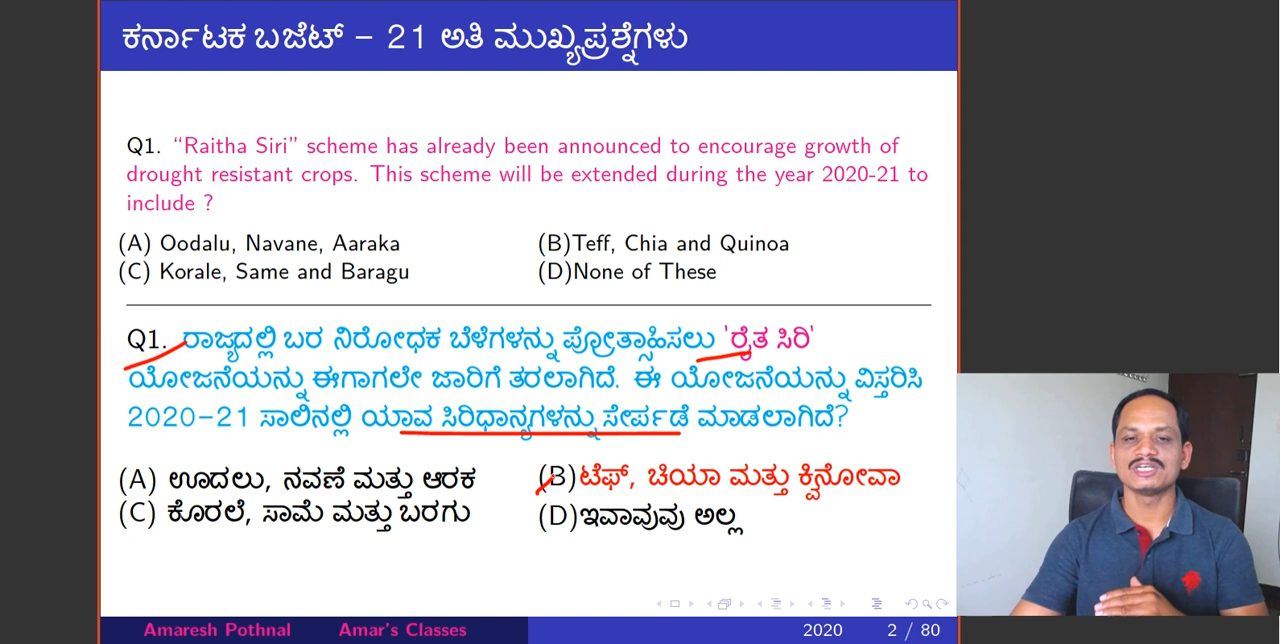 ಕರ್ನಾಟಕ ಬಜೆಟ್ – 21 ಅತಿ ಮುಖ್ಯಪ್ರಶ್ನೆಗಳು
Q1. “Raitha Siri” scheme has already been announced to encourage growth of
drought resistant crops. This scheme will be extended during the year 2020-21 to
include ?
(A) Oodalu, Navane, Aaraka (B)Teff, Chia and Quinoa
(C) Korale, Same and Baragu (D)None of These
Q1. ರಾಜ್ಯದಲ್ಲಿ ಬರ ನಿರೋಧಕ ಬೆಳೆಗಳನ್ನು ಪ್ರೋತ್ಸಾಹಿಸಲು 'ರೈತ ಸಿರಿ'
ಯೋಜನೆಯನ್ನು ಈಗಾಗಲೇ ಜಾರಿಗೆ ತರಲಾಗಿದೆ. ಈ ಯೋಜನೆಯನ್ನು ವಿಸ್ತರಿಸಿ
2020–21 ಸಾಲಿನಲ್ಲಿ ಯಾವ ಸಿರಿಧಾನ್ಯಗಳನ್ನು ಸೇರ್ಪಡೆ ಮಾಡಲಾಗಿದೆ?
(A) ಊದಲು, ನವಣೆ ಮತ್ತು ಆರಕ (B)ಟೆಫ್, ಚಿಯಾ ಮತ್ತು ಕ್ವಿನೋವಾ
(C) ಕೊರಲೆ, ಸಾಮೆ ಮತ್ತು ಬರಗು (D)ಇವಾವುವು ಅಲ್ಲ
Amaresh Pothnal Amar's Classes 2020 2 / 80